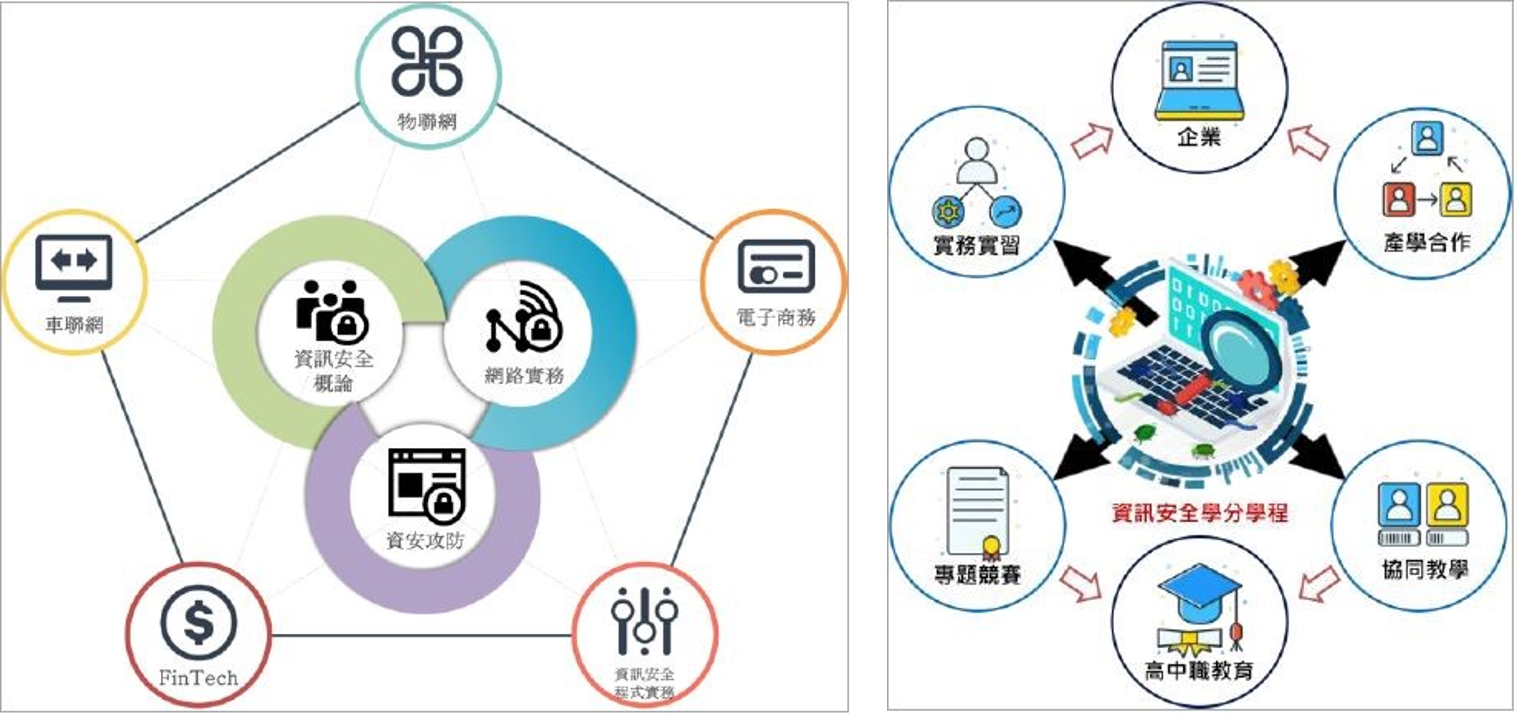 物聯網
車聯網
電子商務
資訊安全
概論
網路實務
資安攻防
FinTech
資訊安全
程式實務
企業
實務實習
產學合作
資訊安全學分學程
專題競賽
協同教學
高中職教育